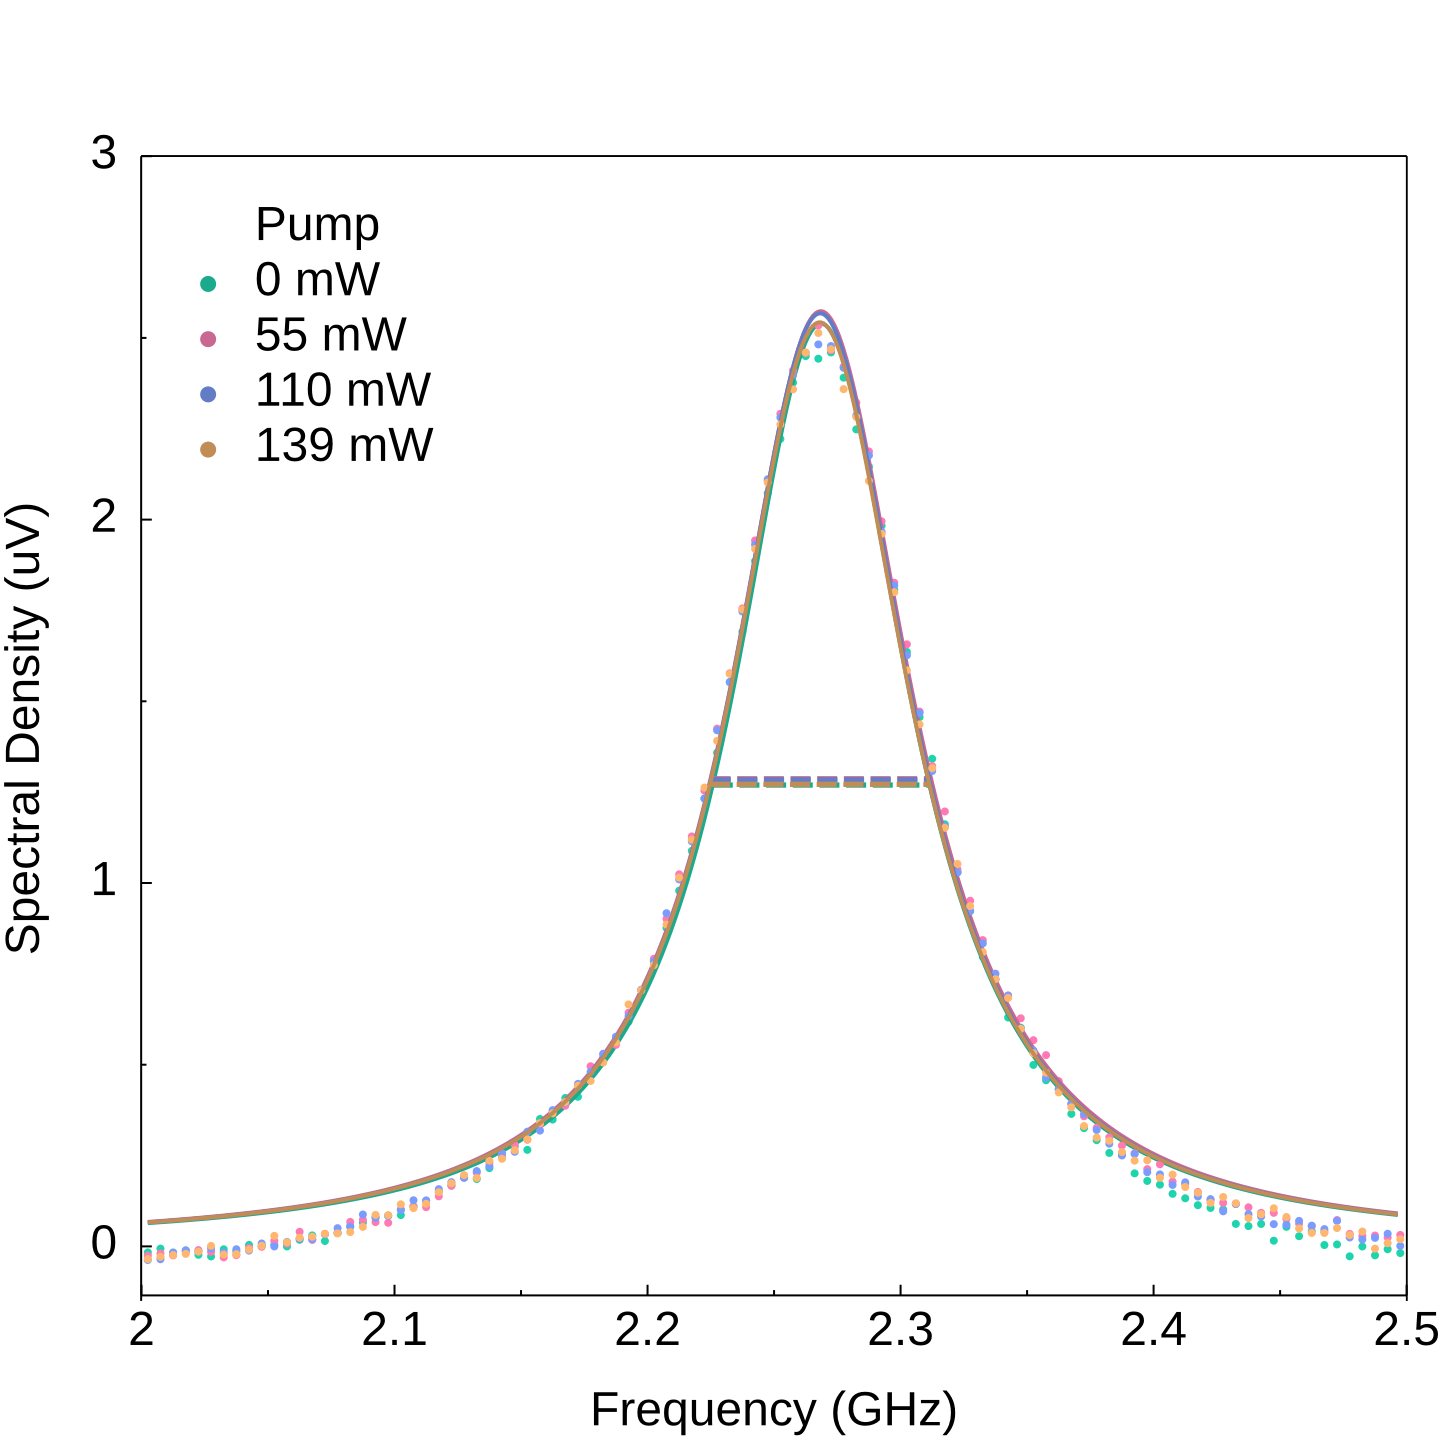 3
Pump
0 mW
55 mW
110 mW
139 mW
2
Spectral Density (uV)
1
0
2 2.1 2.2 2.3 2.4 2.5
Frequency (GHz)